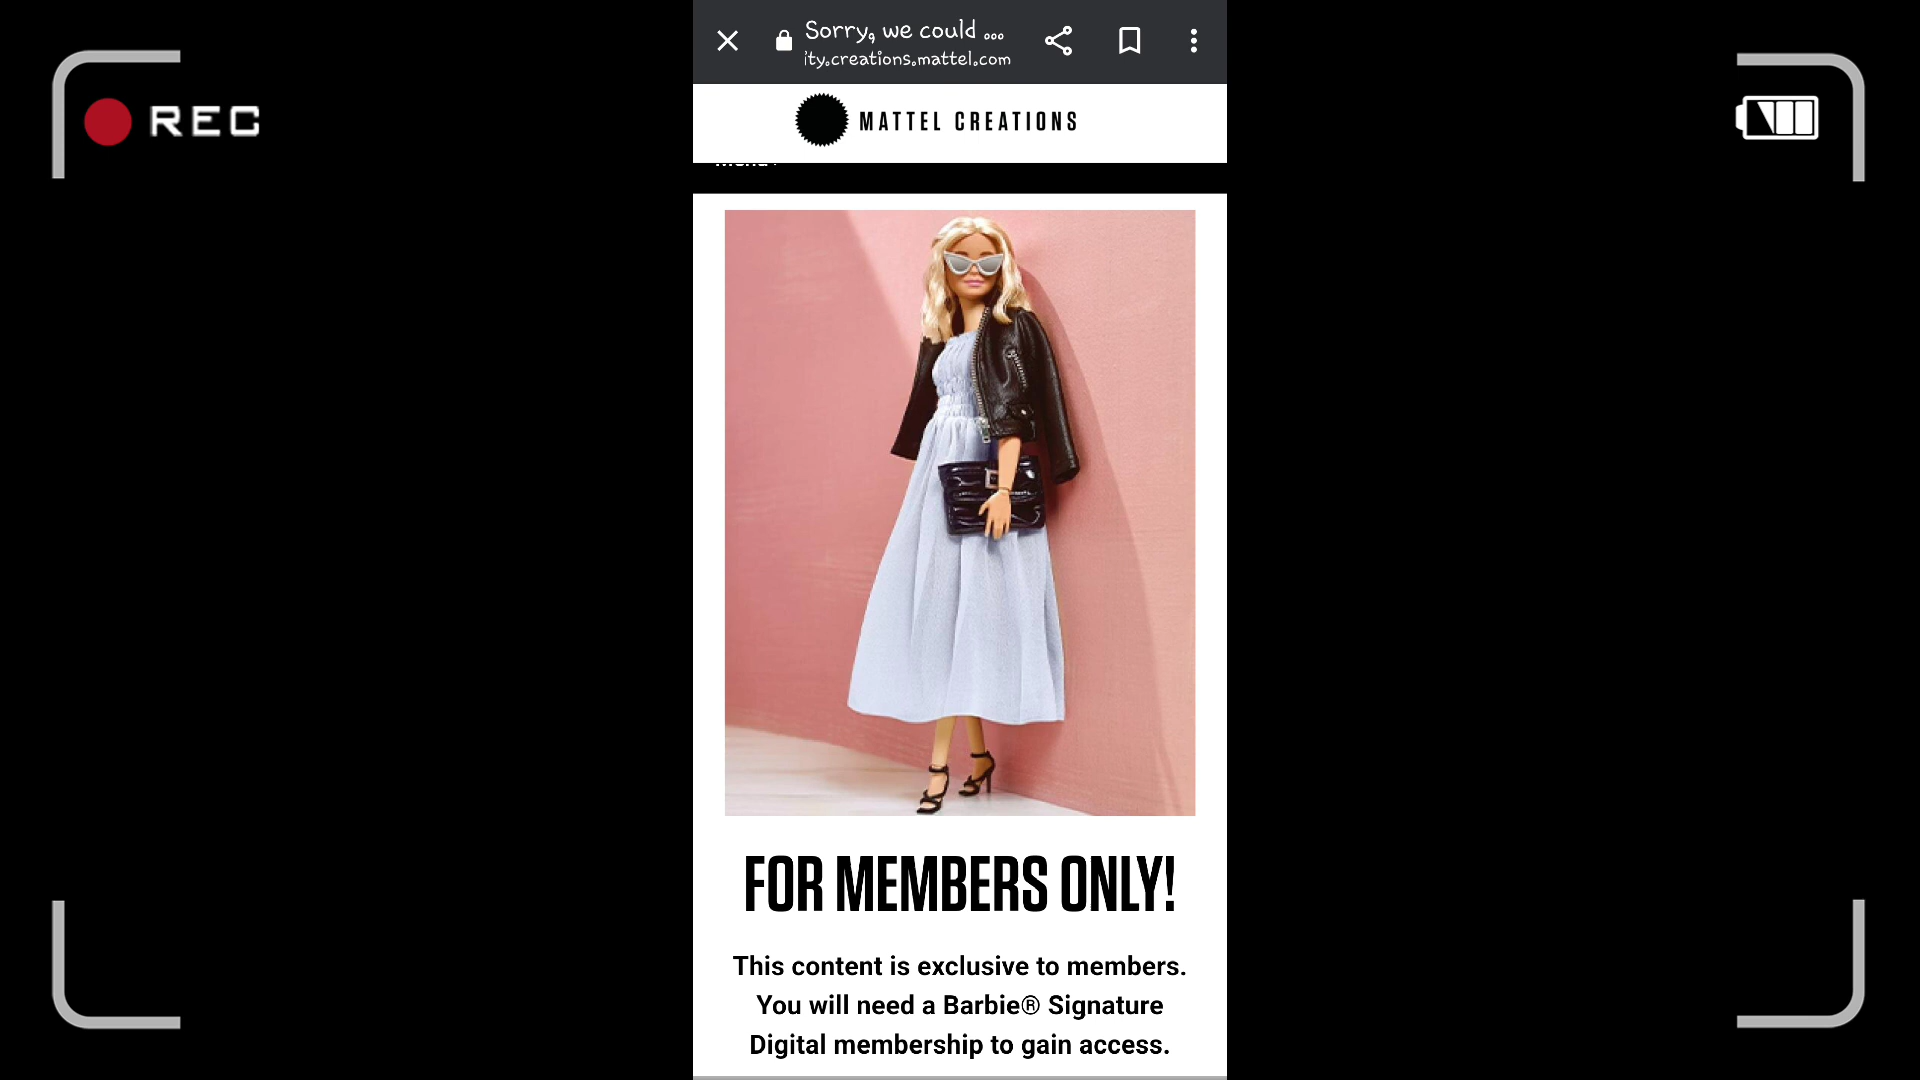 REC
Sorry, we could ...
ity.creations.mattel.com
MATTEL CREATIONS
FOR MEMBERS ONLY!
This content is exclusive to members.
You will need a Barbie® Signature
Digital membership to gain access.